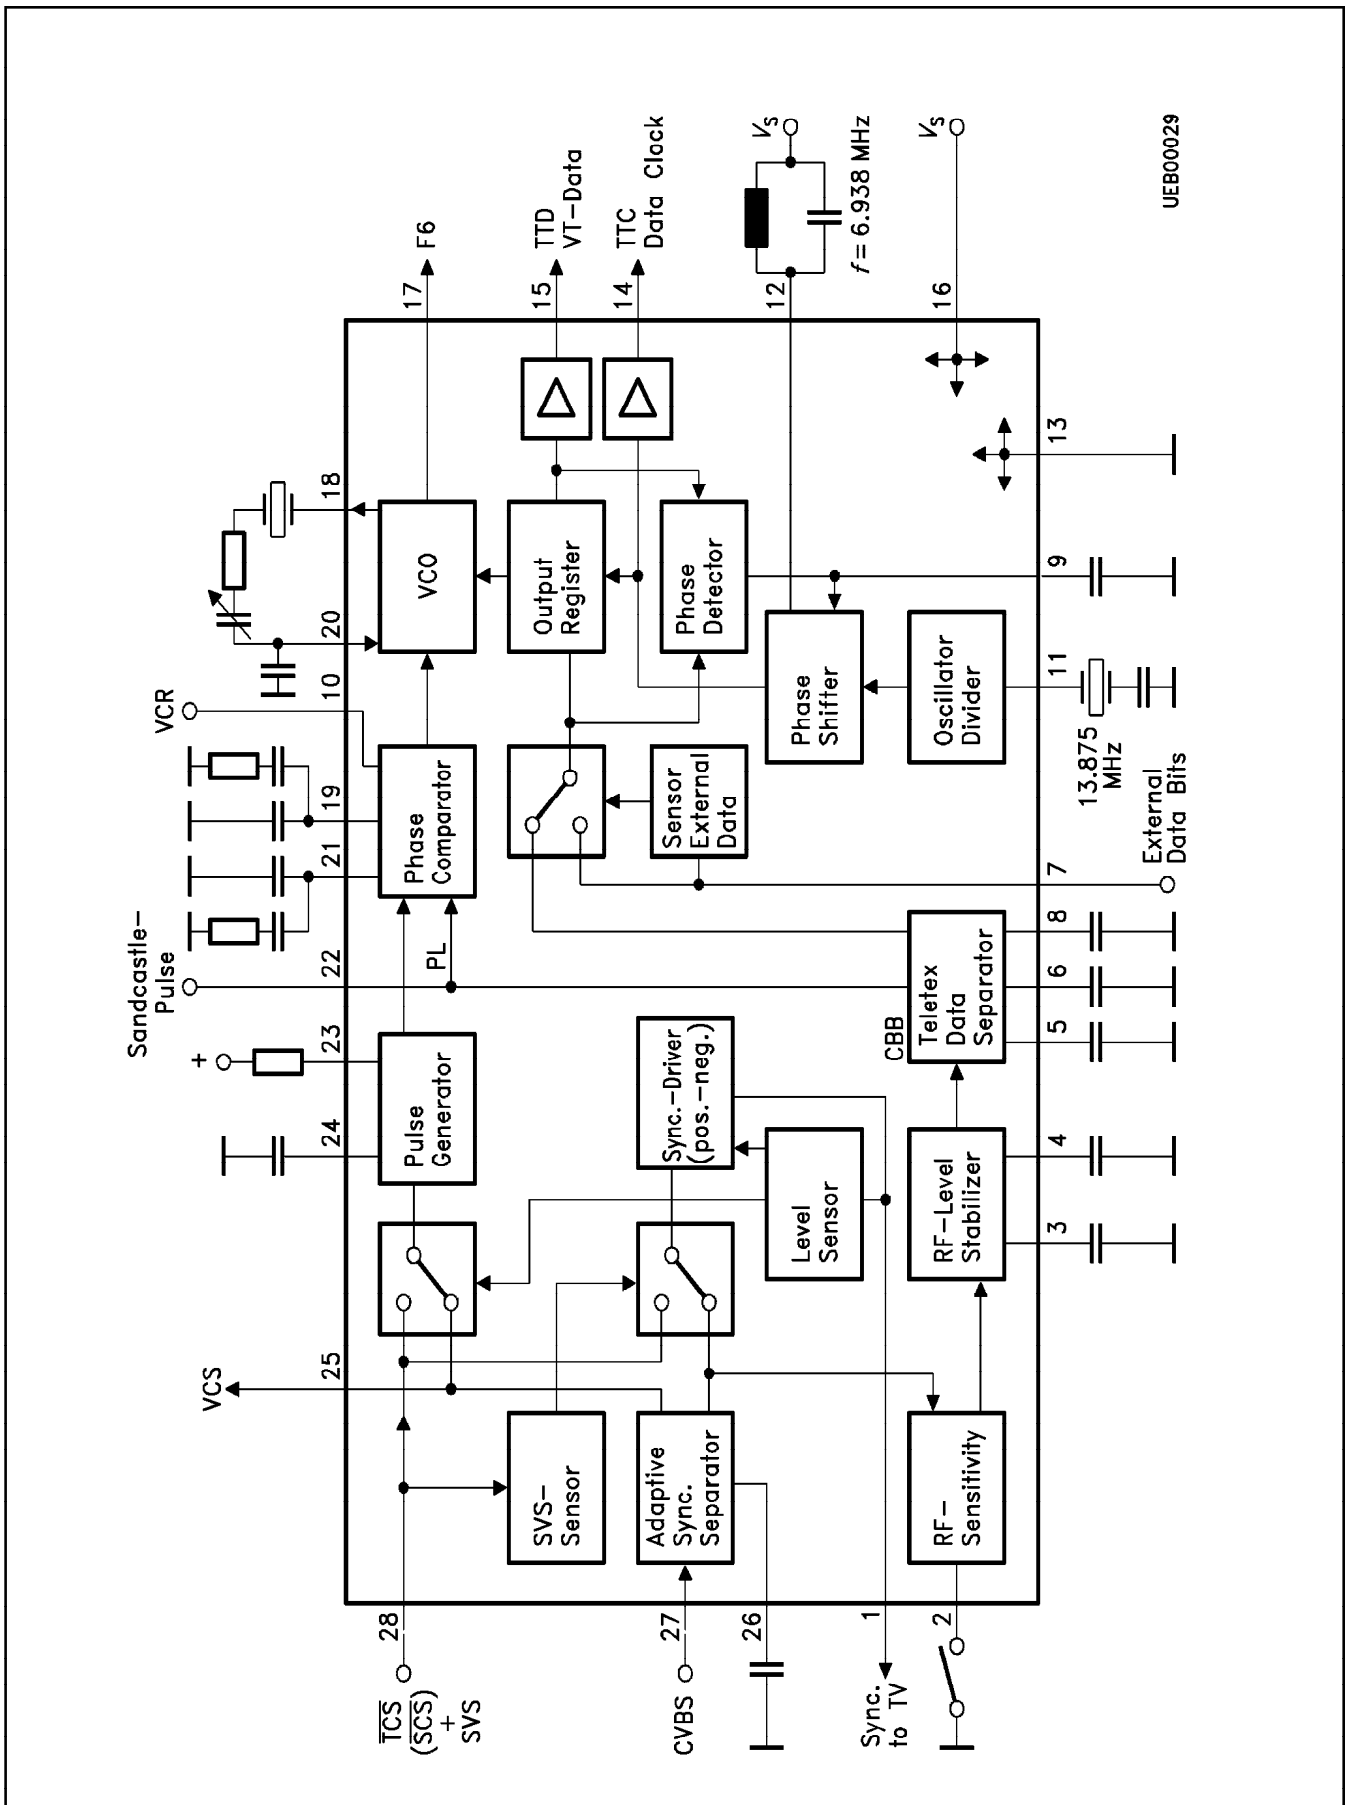 Sandcastle-
Pulse
VCS
25
24
+
23
22
21
19
VCR
10
20
18
TCS
(SCS)
+
SVS
28
Pulse
Generator
PL
Phase
Comparator
VCO
17
F6
SVS-
Sensor
Output
Register
15
TTD
VT-Data
CVBS
27
Adaptive
Sync.
Separator
Sync.-Driver
(pos.-neg.)
Sensor
External
Data
Phase
Detector
14
TTC
Data Clock
26
Level
Sensor
Phase
Shifter
12
Vs
f = 6.938 MHz
Sync.
to TV
1
2
RF-
Sensitivity
RF-Level
Stabilizer
CBB
Teletex
Data
Separator
Oscillator
Divider
16
Vs
3
4
5
6
8
7
11
9
13
External
Data Bits
13.875
MHz
UEB00029